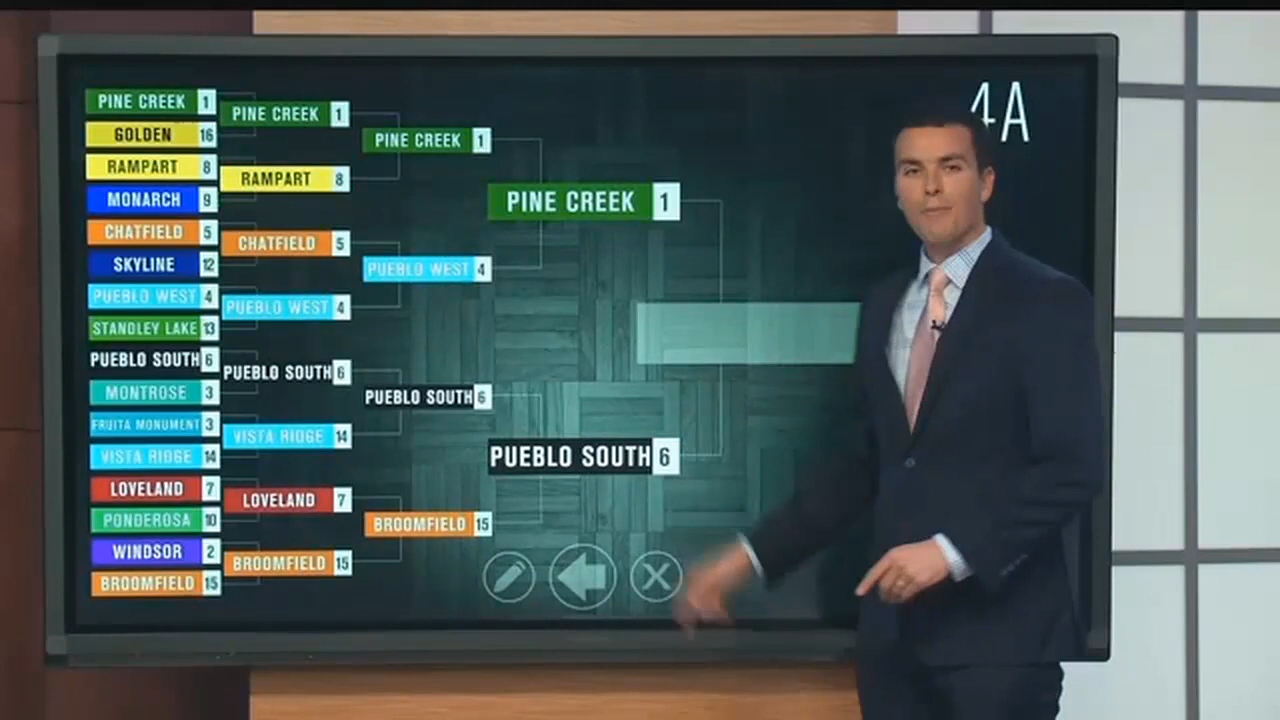 4A
PINE CREEK 1
GOLDEN 16
RAMPART 8
MONARCH 9
CHATFIELD 5
SKYLINE 12
PUEBLO WEST 4
STANDLEY LAKE 13
PUEBLO SOUTH 6
MONTROSE 3
FRUITA MONUMENT 3
VISTA RIDGE 14
LOVELAND 7
PONDEROSA 10
WINDSOR 2
BROOMFIELD 15
PINE CREEK 1
RAMPART 8
CHATFIELD 5
PUEBLO WEST 4
PUEBLO SOUTH 6
VISTA RIDGE 14
LOVELAND 7
BROOMFIELD 15
PINE CREEK 1
PUEBLO WEST 4
PUEBLO SOUTH 6
BROOMFIELD 15
PINE CREEK 1
PUEBLO SOUTH 6